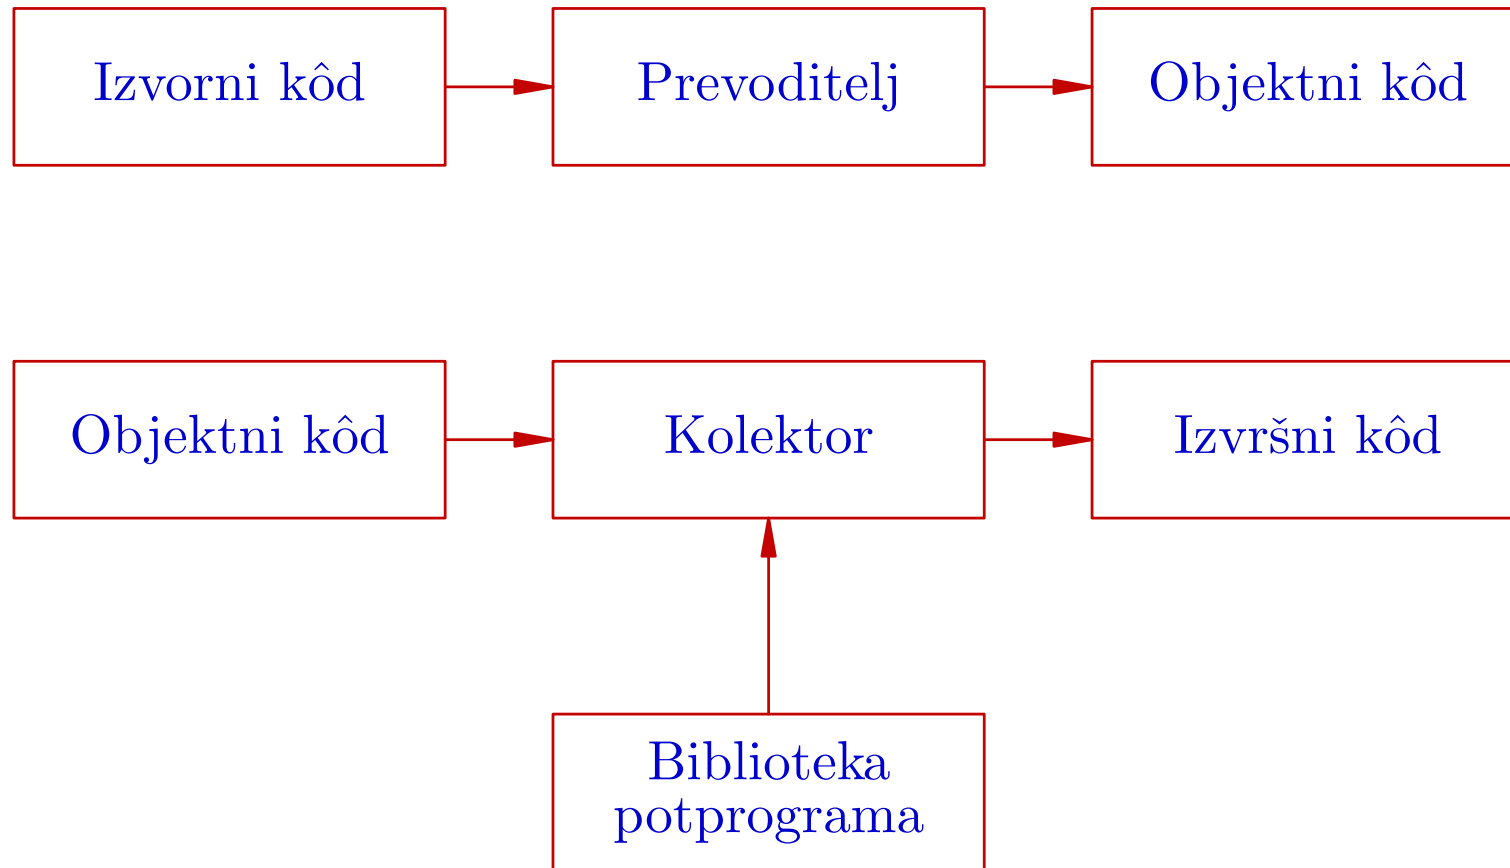 Izvorni kôd
Prevoditelj
Objektni kôd
Objektni kôd
Kolektor
Izvršni kôd
Biblioteka
potprograma